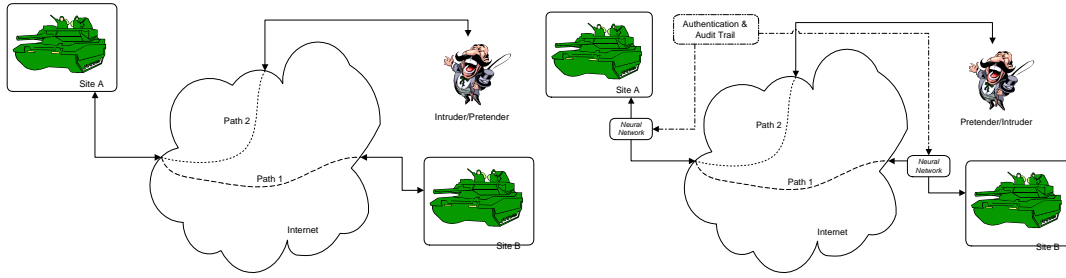 Site A
Path 2
Intruder/Pretender
Path 1
Internet
Site B
Authentication &
Audit Trail
Site A
Neural
Network
Path 2
Pretender/Intruder
Path 1
Neural
Network
Internet
Site B